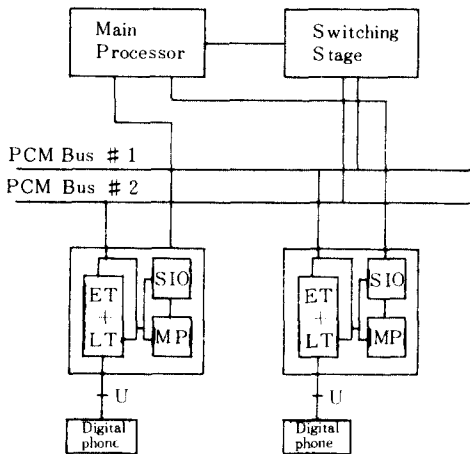 Main
Processor
Switching
Stage
PCM Bus # 1
PCM Bus # 2
ET
+
LT
SIO
MP
ET
+
LT
SIO
MP
U
U
Digital
phone
Digital
phone